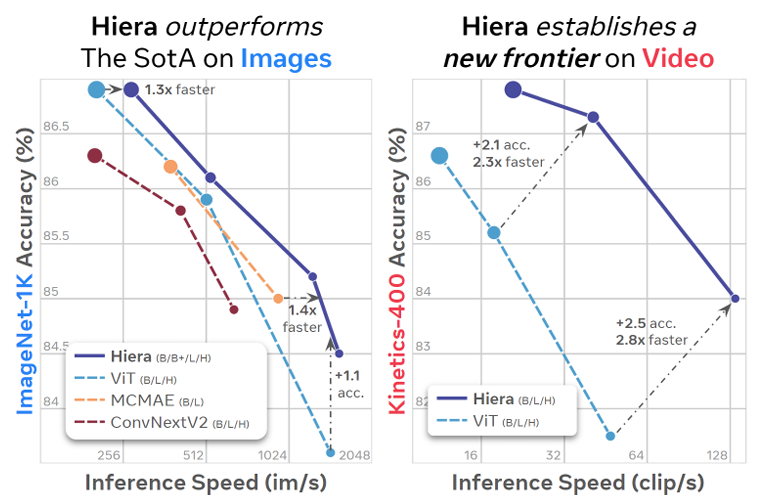 Hiera outperforms
The SotA on Images
ImageNet-1K Accuracy (%)
86.5
86
85.5
85
84.5
84
1.3x faster
1.4x
faster
+1.1
acc.
Hiera (B/B+/L/H)
ViT (B/L/H)
MCMAE (B/L)
ConvNextV2 (B/L/H)
256
512
1024
2048
Inference Speed (im/s)
Hiera establishes a
new frontier on Video
Kinetics-400 Accuracy (%)
87
86
85
84
83
82
+2.1 acc.
2.3x faster
+2.5 acc.
2.8x faster
Hiera (B/L/H)
ViT (B/L/H)
16
32
64
128
Inference Speed (clip/s)